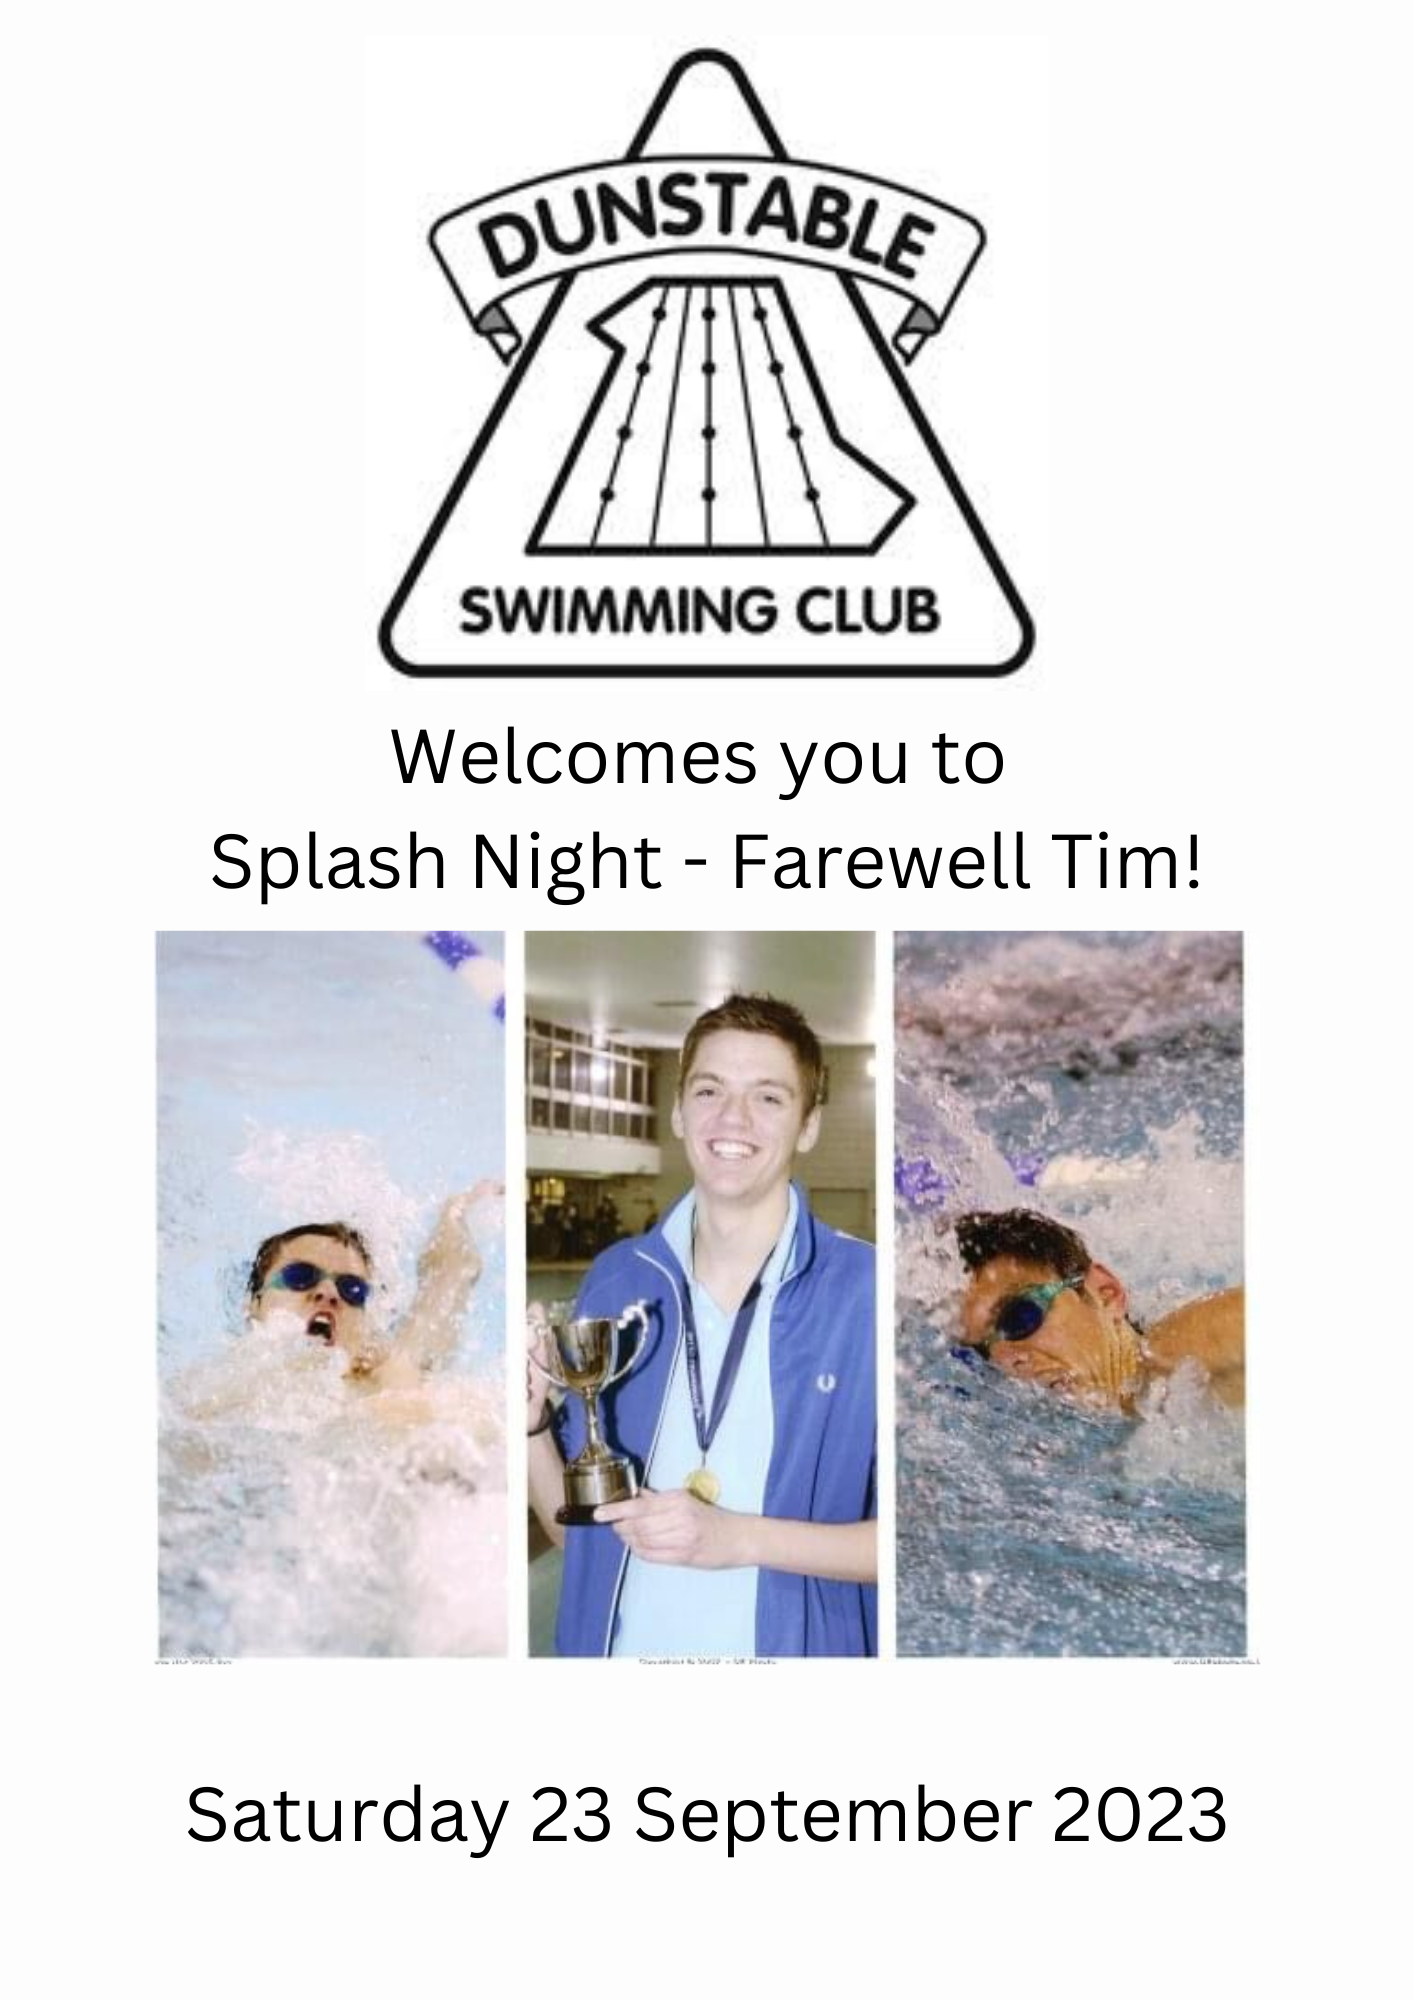 DUNSTABLE
SWIMMING CLUB
Welcomes you to
Splash Night - Farewell Tim!
Saturday 23 September 2023